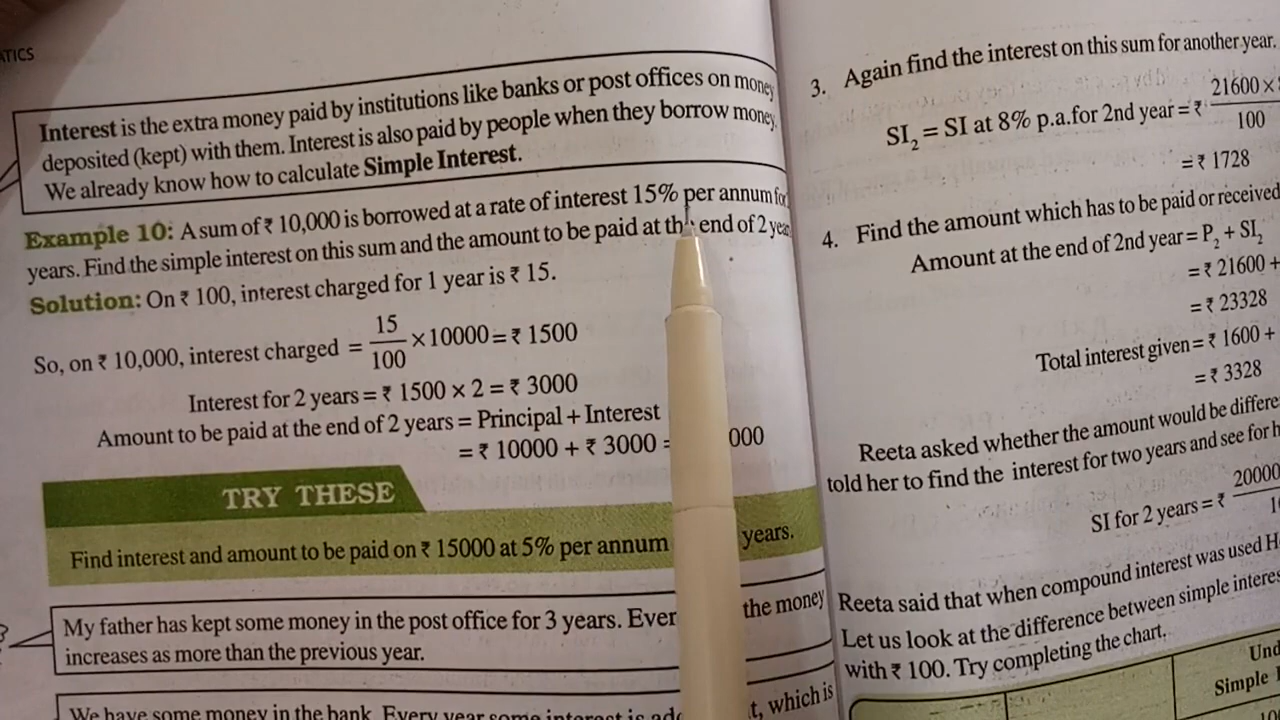 ATICS
Interest is the extra money paid by institutions like banks or post offices on money
deposited (kept) with them. Interest is also paid by people when they borrow money.
We already know how to calculate Simple Interest.
Example 10: A sum of ₹ 10,000 is borrowed at a rate of interest 15% per annum for
years. Find the simple interest on this sum and the amount to be paid at the end of 2 years
Solution: On ₹ 100, interest charged for 1 year is ₹ 15.
So, on ₹ 10,000, interest charged = 15/100 × 10000 = ₹ 1500
Interest for 2 years = ₹ 1500 × 2 = ₹ 3000
Amount to be paid at the end of 2 years = Principal + Interest
= ₹ 10000 + ₹ 3000 = 000
TRY THESE
Find interest and amount to be paid on ₹ 15000 at 5% per annum years.
My father has kept some money in the post office for 3 years. Ever the money
increases as more than the previous year.
We have some money in the bank. Every year some interest is ad t, which is
3. Again find the interest on this sum for another year.
SI₂ = SI at 8% p.a.for 2nd year = ₹ 21600 × / 100
= ₹ 1728
4. Find the amount which has to be paid or received
Amount at the end of 2nd year = P₂ + SI₂
= ₹ 21600 +
= ₹ 23328
Total interest given = ₹ 1600 +
= ₹ 3328
Reeta asked whether the amount would be differe
told her to find the interest for two years and see for h
SI for 2 years = ₹ 20000 / 1
Reeta said that when compound interest was used H
Let us look at the difference between simple interes
with ₹ 100. Try completing the chart.
Und
Simple I